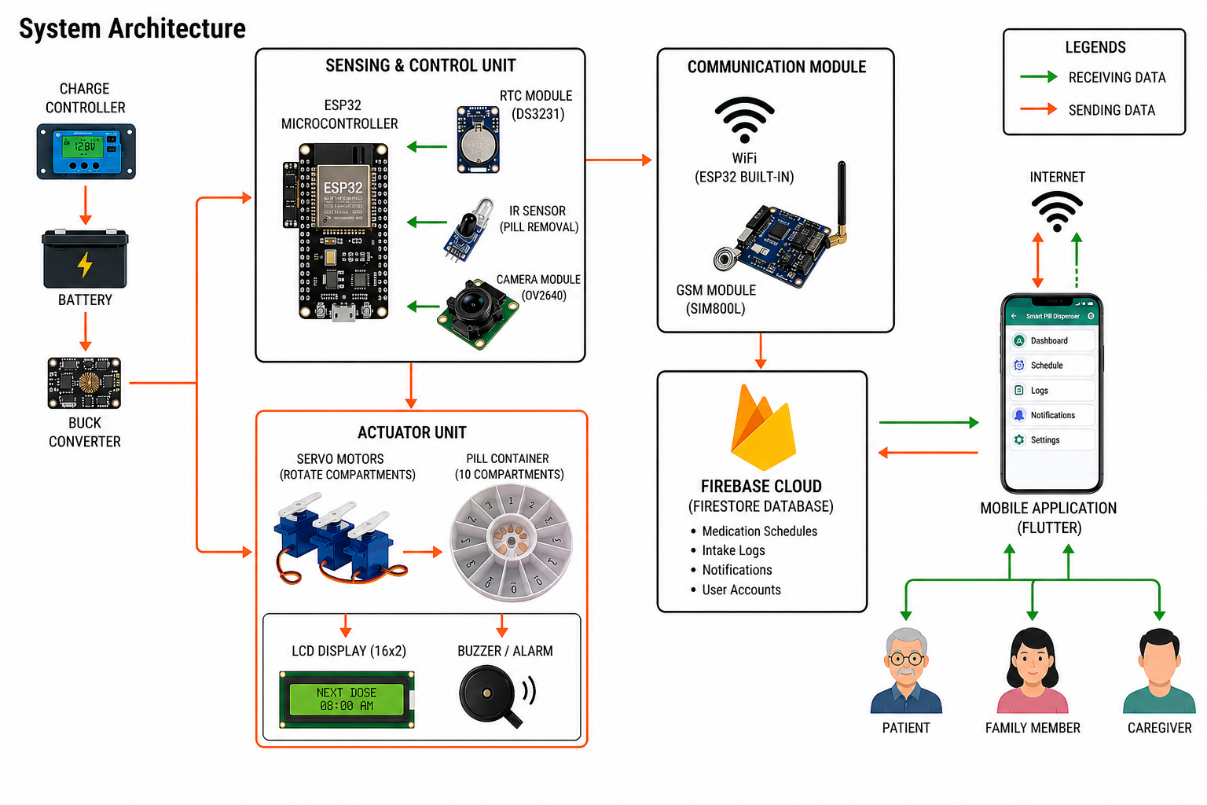 System Architecture
CHARGE
CONTROLLER
12.8V
BATTERY
BUCK
CONVERTER
SENSING & CONTROL UNIT
ESP32
MICROCONTROLLER
ESP32
RTC MODULE
(DS3231)
IR SENSOR
(PILL REMOVAL)
CAMERA MODULE
(OV2640)
ACTUATOR UNIT
SERVO MOTORS
(ROTATE COMPARTMENTS)
PILL CONTAINER
(10 COMPARTMENTS)
LCD DISPLAY (16x2)
NEXT DOSE
08:00 AM
BUZZER / ALARM
COMMUNICATION MODULE
WiFi
(ESP32 BUILT-IN)
GSM MODULE
(SIM800L)
FIREBASE CLOUD
(FIRESTORE DATABASE)
• Medication Schedules
• Intake Logs
• Notifications
• User Accounts
LEGENDS
RECEIVING DATA
SENDING DATA
INTERNET
Smart Pill Dispenser
Dashboard
Schedule
Logs
Notifications
Settings
MOBILE APPLICATION
(FLUTTER)
PATIENT
FAMILY MEMBER
CAREGIVER